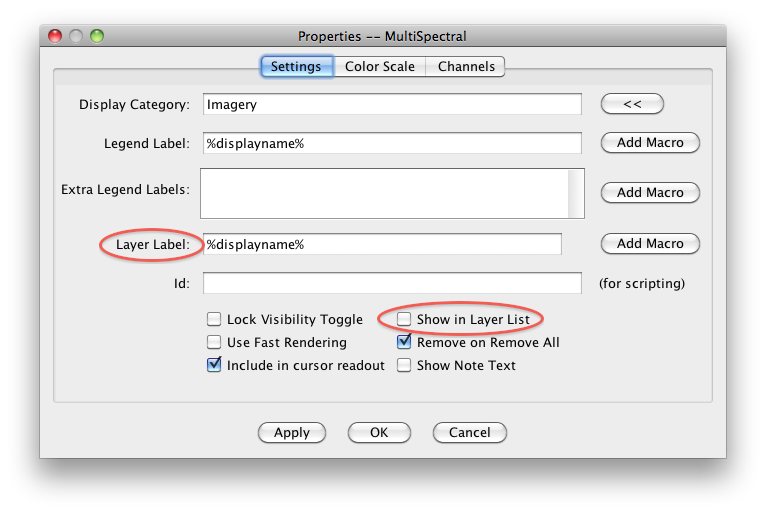 Properties -- MultiSpectral
Settings Color Scale Channels
Display Category: Imagery <<
Legend Label: %displayname% Add Macro
Extra Legend Labels: Add Macro
Layer Label: %displayname% Add Macro
Id: (for scripting)
Lock Visibility Toggle Show in Layer List
Use Fast Rendering Remove on Remove All
Include in cursor readout Show Note Text
Apply OK Cancel